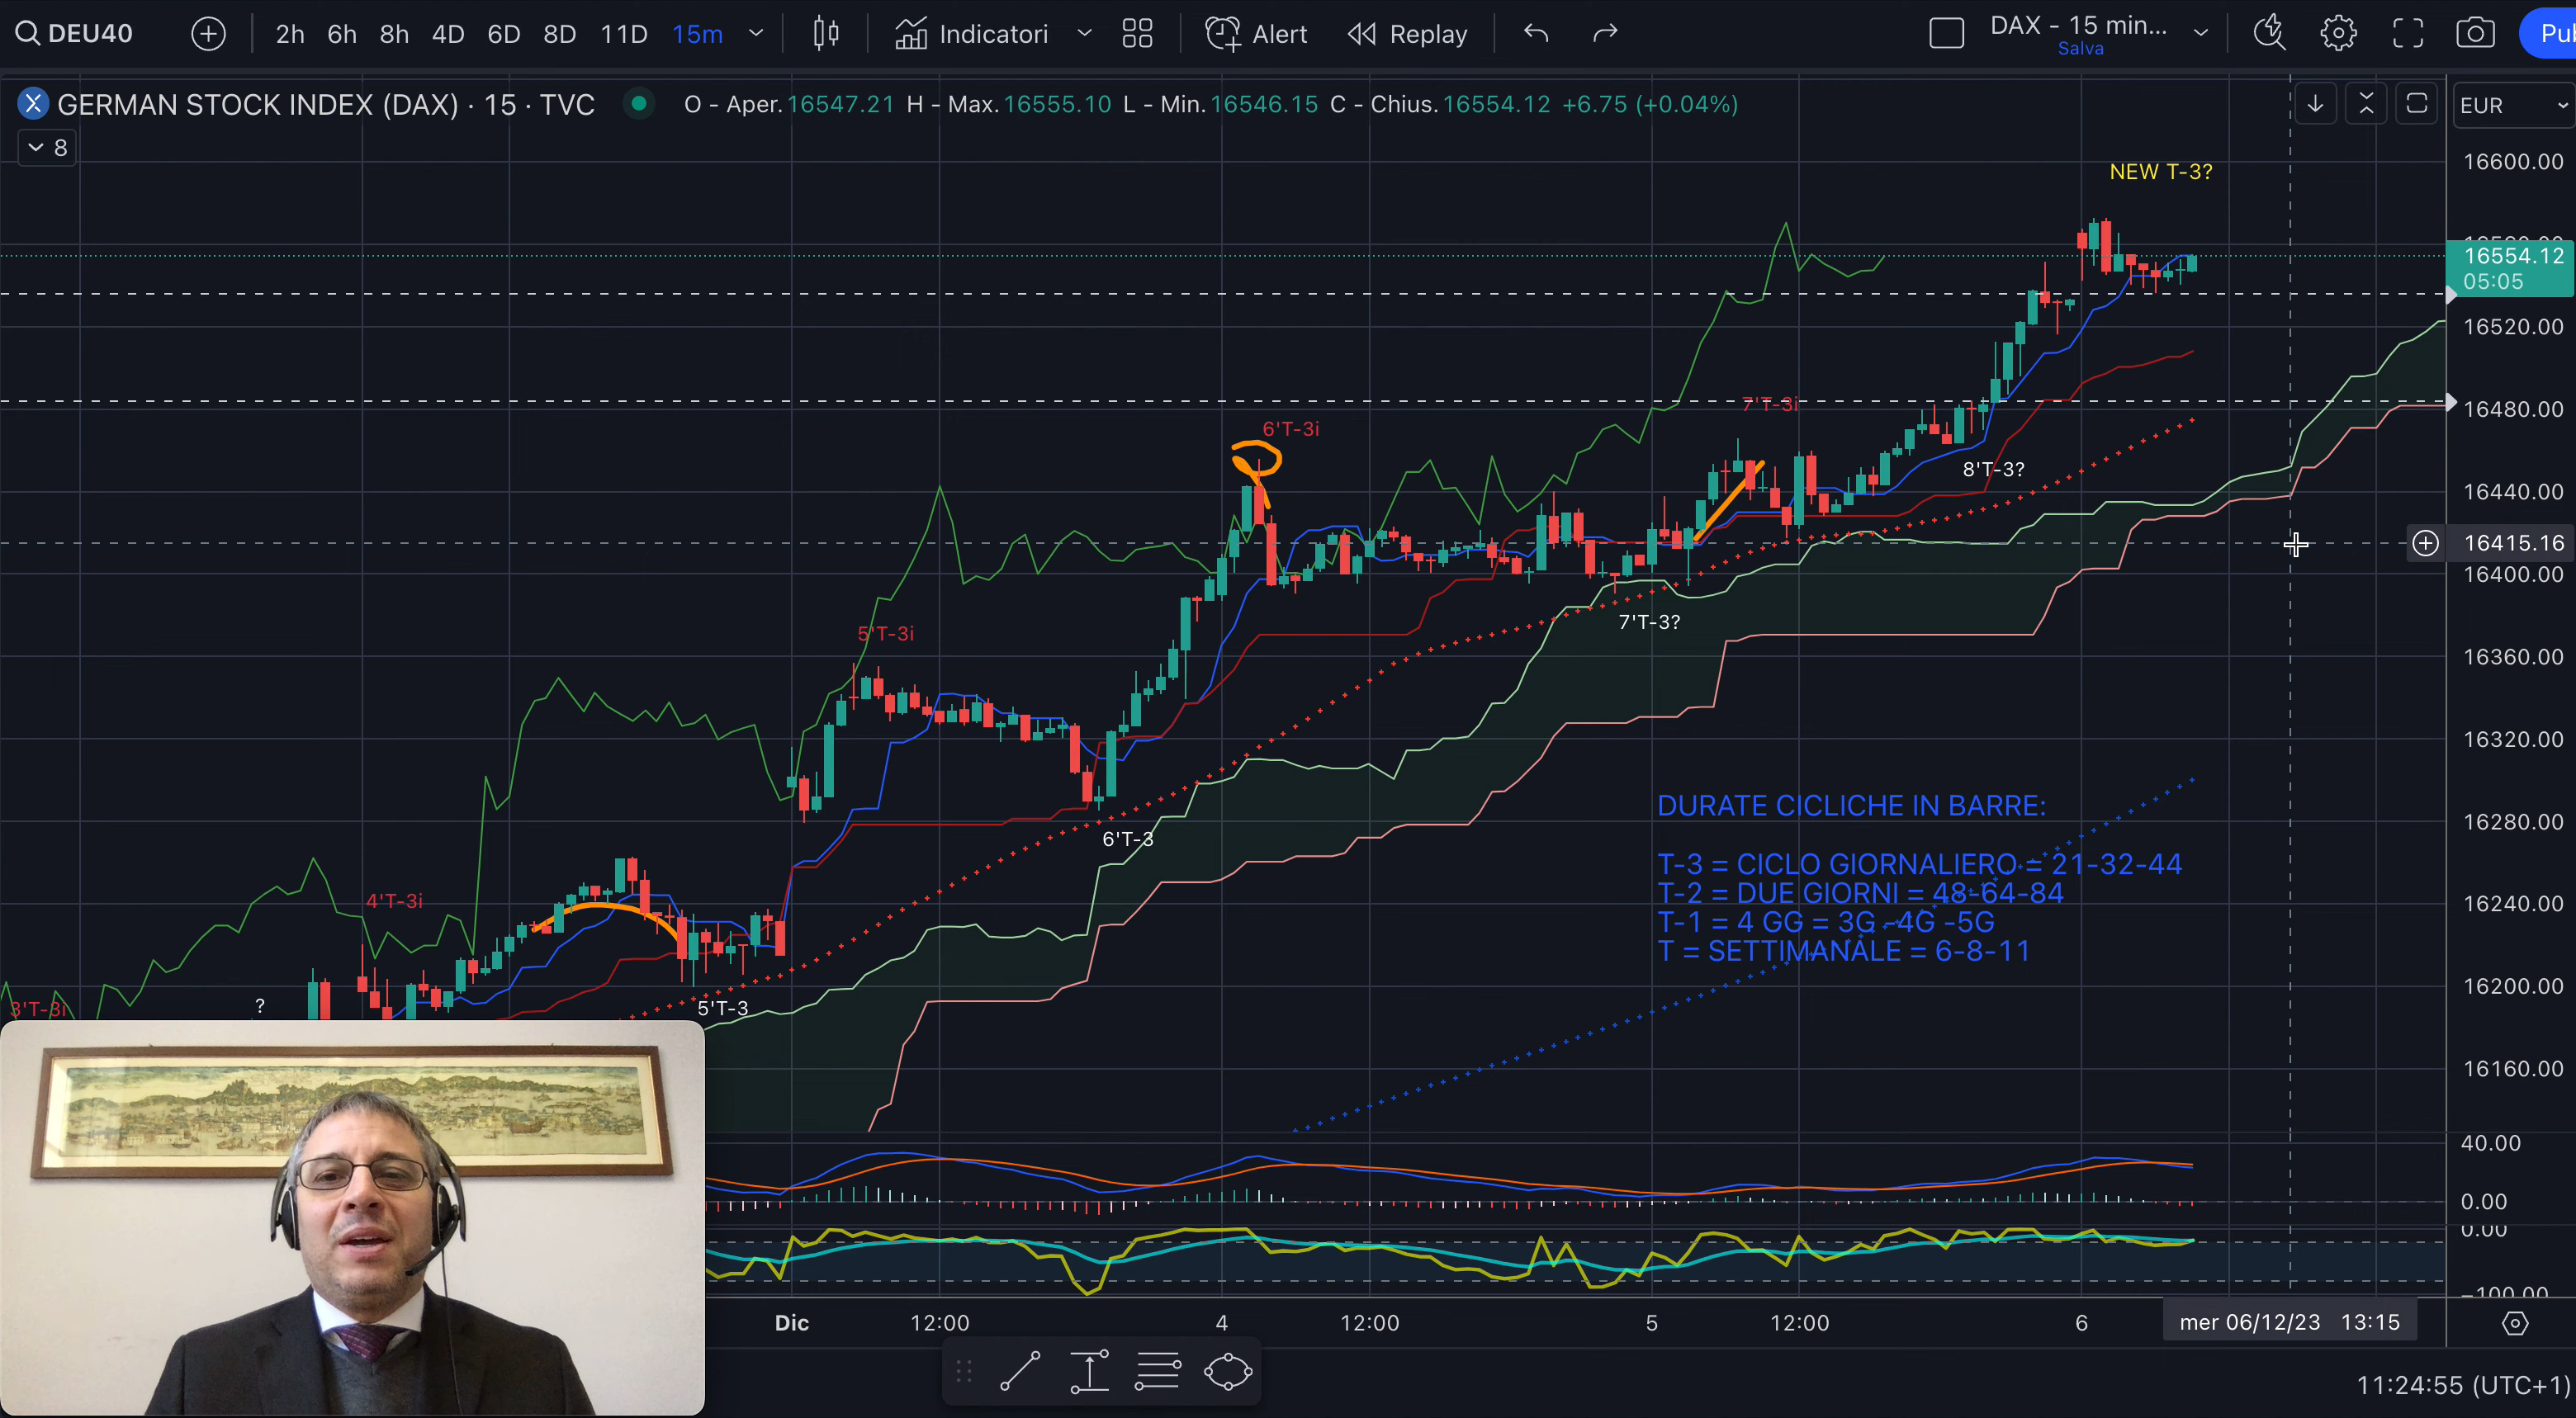 DEU40 2h 6h 8h 4D 6D 8D 11D 15m Indicatori Alert Replay DAX - 15 min... Pul
Salva
GERMAN STOCK INDEX (DAX) · 15 · TVC O - Aper. 16547.21 H - Max. 16555.10 L - Min. 16546.15 C - Chius. 16554.12 +6.75 (+0.04%) EUR
8
16600.00
NEW T-3?
16554.12
05:05
16520.00
7'T-3i
16480.00
6'T-3i
8'T-3?
16440.00
16415.16
16400.00
7'T-3?
5'T-3i
16360.00
16320.00
DURATE CICLICHE IN BARRE:
16280.00
6'T-3
T-3 = CICLO GIORNALIERO = 21-32-44
T-2 = DUE GIORNI = 48-64-84
4'T-3i
16240.00
T-1 = 4 GG = 3G -4G -5G
T = SETTIMANALE = 6-8-11
16200.00
?
5'T-3
3'T-3i
16160.00
40.00
0.00
0.00
-100.00
Dic 12:00 4 12:00 5 12:00 6 mer 06/12/23 13:15
11:24:55 (UTC+1)